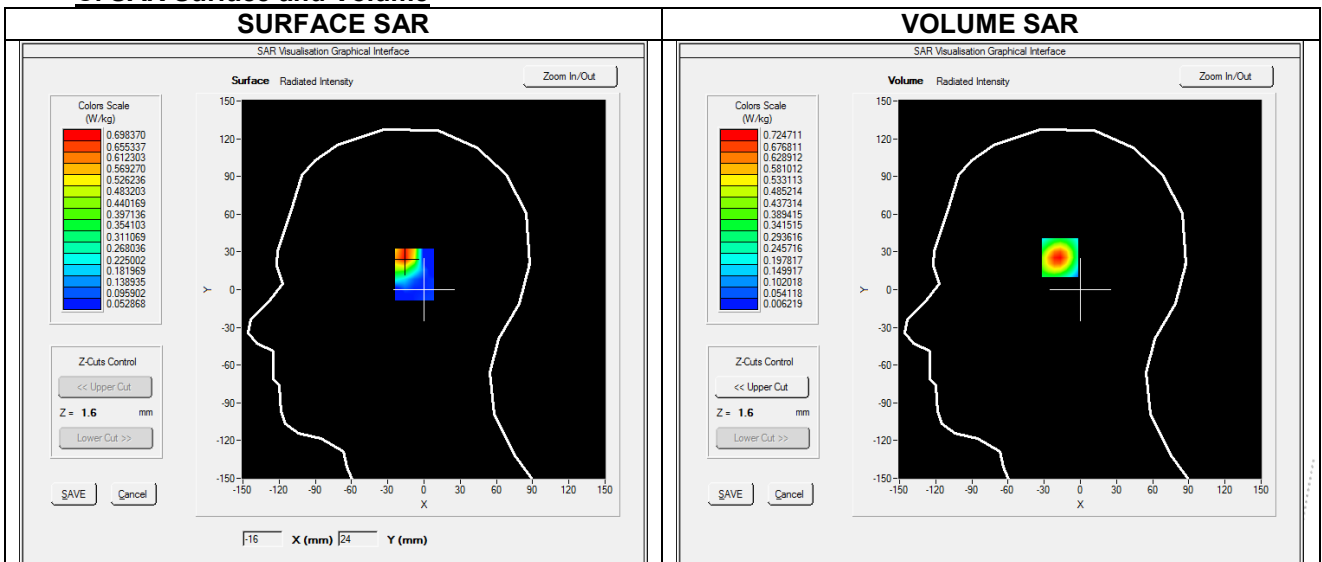 C. SAR Surface and Volume
SURFACE SAR
SAR Visualisation Graphical Interface
Surface Radiated Intensity
Zoom In/Out
Colors Scale
(W/kg)
0.698370
0.655337
0.612303
0.569270
0.526236
0.483203
0.440169
0.397136
0.354103
0.311069
0.268036
0.225002
0.181969
0.138935
0.095902
0.052868
Z-Cuts Control
<< Upper Cut
Z = 1.6 mm
Lower Cut >>
SAVE Cancel
150
120
90
60
30
0
-30
-60
-90
-120
-150
Y
-150 -120 -90 -60 -30 0 30 60 90 120 150
X
-16 X (mm) 24 Y (mm)
VOLUME SAR
SAR Visualisation Graphical Interface
Volume Radiated Intensity
Zoom In/Out
Colors Scale
(W/kg)
0.724711
0.676811
0.628912
0.581012
0.533113
0.485214
0.437314
0.389415
0.341515
0.293616
0.245716
0.197817
0.149917
0.102018
0.054118
0.006219
Z-Cuts Control
<< Upper Cut
Z = 1.6 mm
Lower Cut >>
SAVE Cancel
150
120
90
60
30
0
-30
-60
-90
-120
-150
Y
-150 -120 -90 -60 -30 0 30 60 90 120 150
X